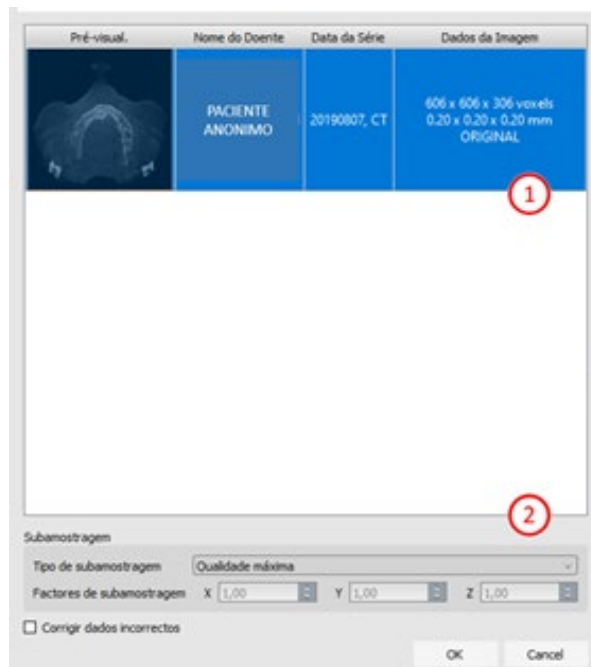 Pré-visual. Nome do Doente Data da Série Dados da Imagem
PACIENTE
ANONIMO
20190807, CT
606 x 606 x 306 voxels
0.20 x 0.20 x 0.20 mm
ORIGINAL
1
2
Subamostragem
Tipo de subamostragem Qualidade máxima
Factores de subamostragem X 1,00 Y 1,00 Z 1,00
Corrigir dados incorrectos
OK Cancel